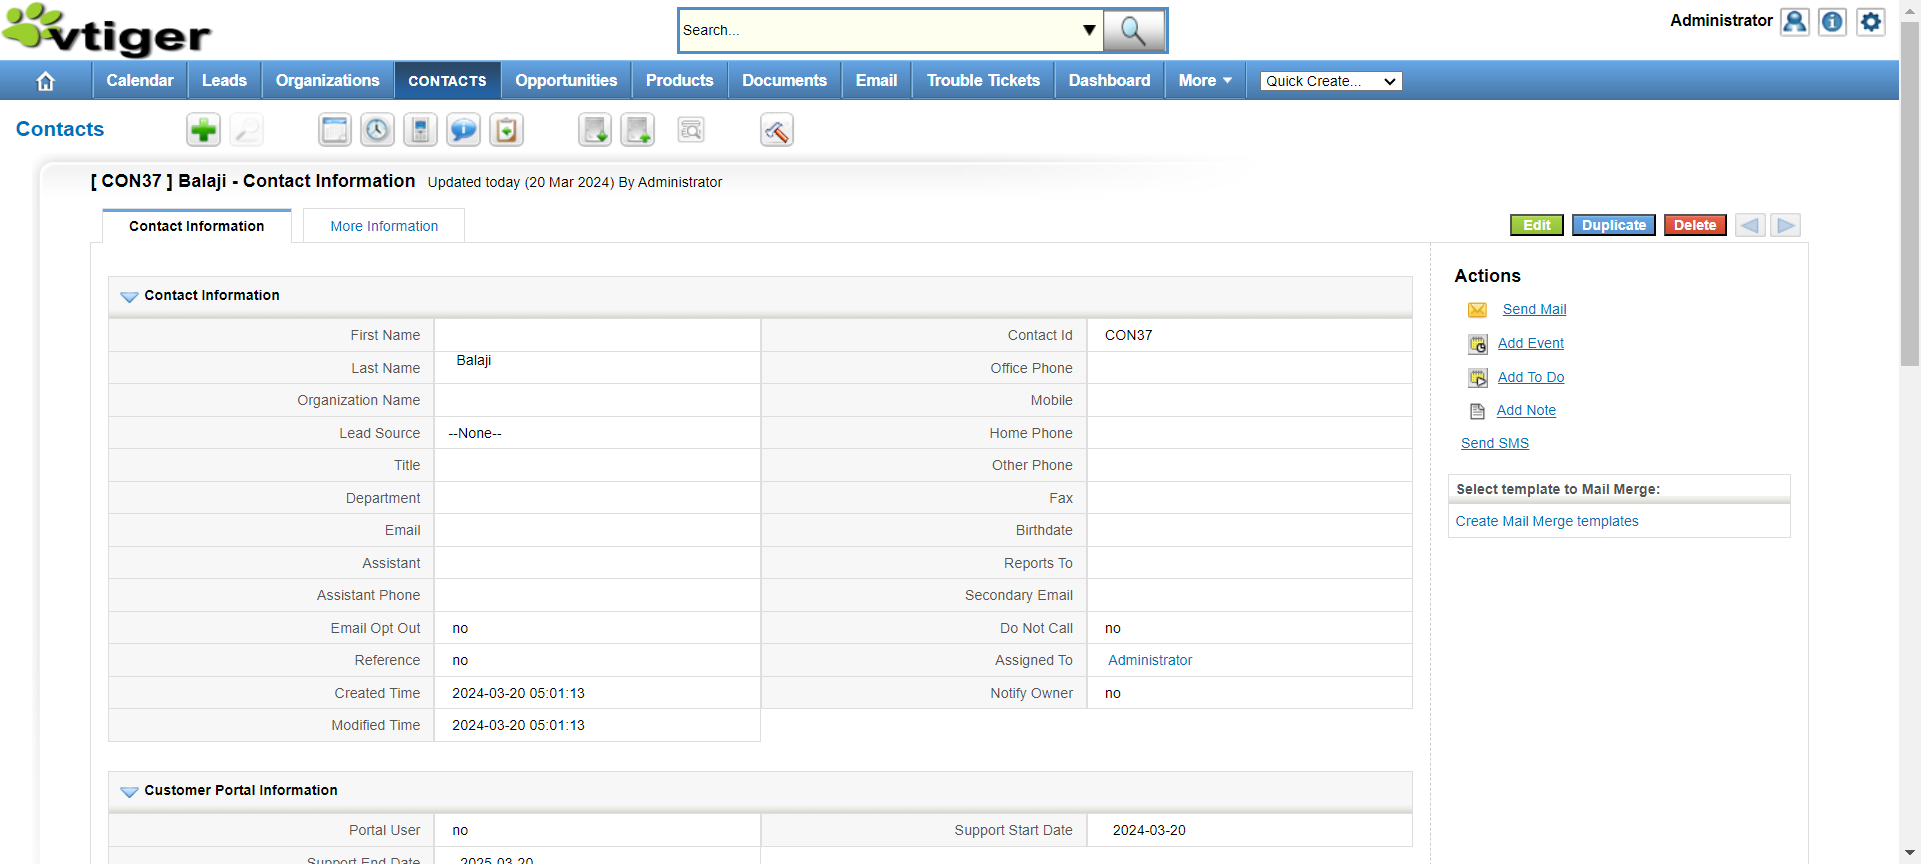 vtiger
Search...
Administrator
Calendar Leads Organizations CONTACTS Opportunities Products Documents Email Trouble Tickets Dashboard More Quick Create...
Contacts
[ CON37 ] Balaji - Contact Information Updated today (20 Mar 2024) By Administrator
Contact Information More Information
Edit Duplicate Delete
Contact Information
First Name Contact Id CON37
Last Name Balaji Office Phone
Organization Name Mobile
Lead Source --None-- Home Phone
Title Other Phone
Department Fax
Email Birthdate
Assistant Reports To
Assistant Phone Secondary Email
Email Opt Out no Do Not Call no
Reference no Assigned To Administrator
Created Time 2024-03-20 05:01:13 Notify Owner no
Modified Time 2024-03-20 05:01:13
Customer Portal Information
Portal User no Support Start Date 2024-03-20
Support End Date 2025-03-20
Actions
Send Mail
Add Event
Add To Do
Add Note
Send SMS
Select template to Mail Merge:
Create Mail Merge templates